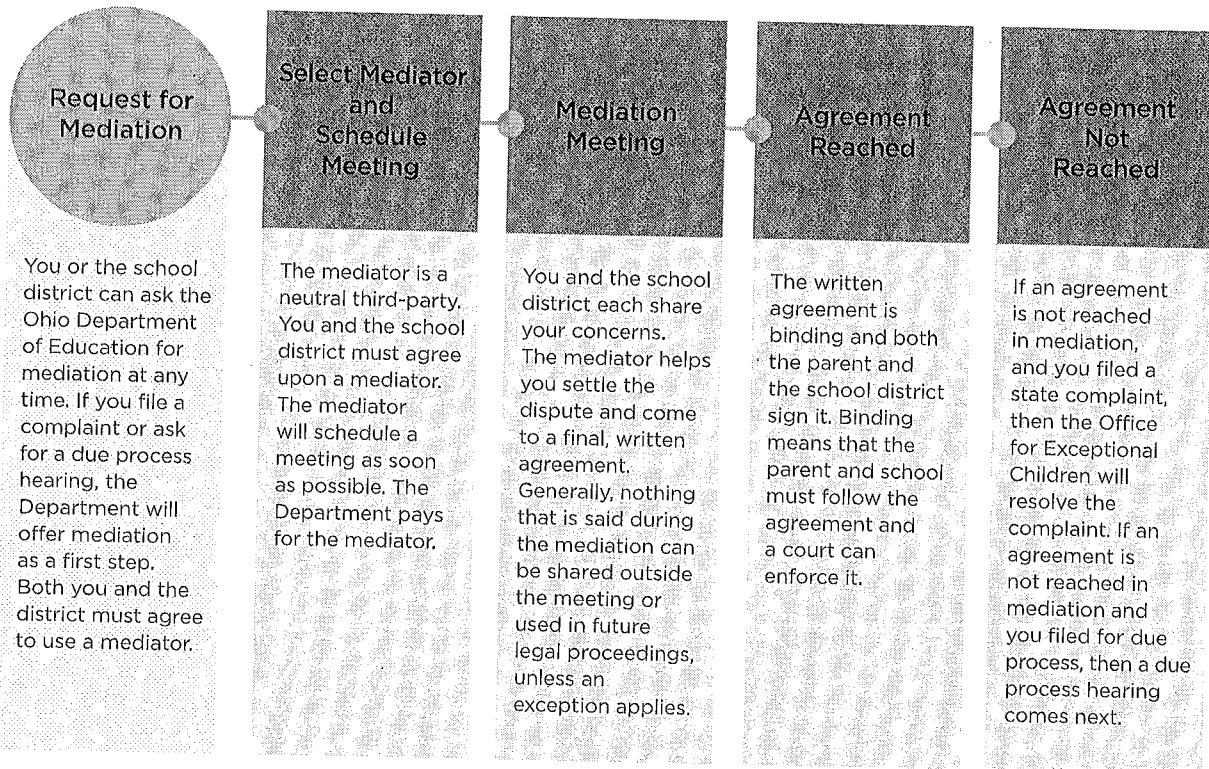 Request for
Mediation
You or the school
district can ask the
Ohio Department
of Education for
mediation at any
time. If you file a
complaint or ask
for a due process
hearing, the
Department will
offer mediation
as a first step.
Both you and the
district must agree
to use a mediator.
Select Mediator
and
Schedule
Meeting
The mediator is a
neutral third-party.
You and the school
district must agree
upon a mediator.
The mediator
will schedule a
meeting as soon
as possible. The
Department pays
for the mediator.
Mediation
Meeting
You and the school
district each share
your concerns.
The mediator helps
you settle the
dispute and come
to a final, written
agreement.
Generally, nothing
that is said during
the mediation can
be shared outside
the meeting or
used in future
legal proceedings,
unless an
exception applies.
Agreement
Reached
The written
agreement is
binding and both
the parent and
the school district
sign it. Binding
means that the
parent and school
must follow the
agreement and
a court can
enforce it.
Agreement
Not
Reached
If an agreement
is not reached
in mediation,
and you filed a
state complaint,
then the Office
for Exceptional
Children will
resolve the
complaint. If an
agreement is
not reached in
mediation and
you filed for due
process, then a due
process hearing
comes next.